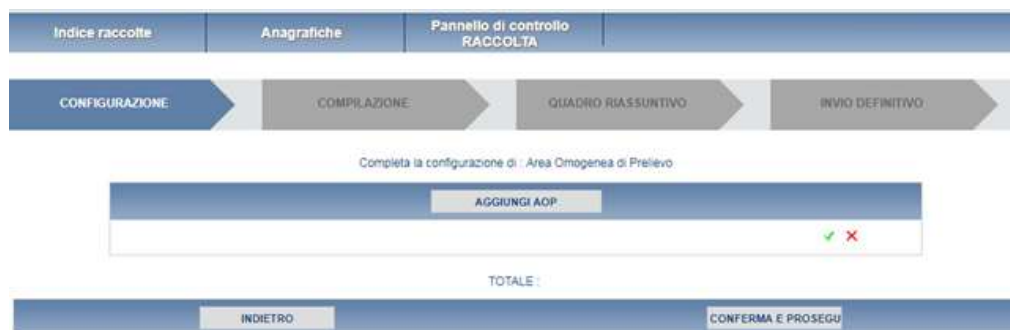 Indice raccolte
Anagrafiche
Pannello di controllo
RACCOLTA
CONFIGURAZIONE
COMPILAZIONE
QUADRO RIASSUNTIVO
INVIO DEFINITIVO
Completa la configurazione di : Area Omogenea di Prelievo
AGGIUNGI AOP
TOTALE :
INDIETRO
CONFERMA E PROSEGU